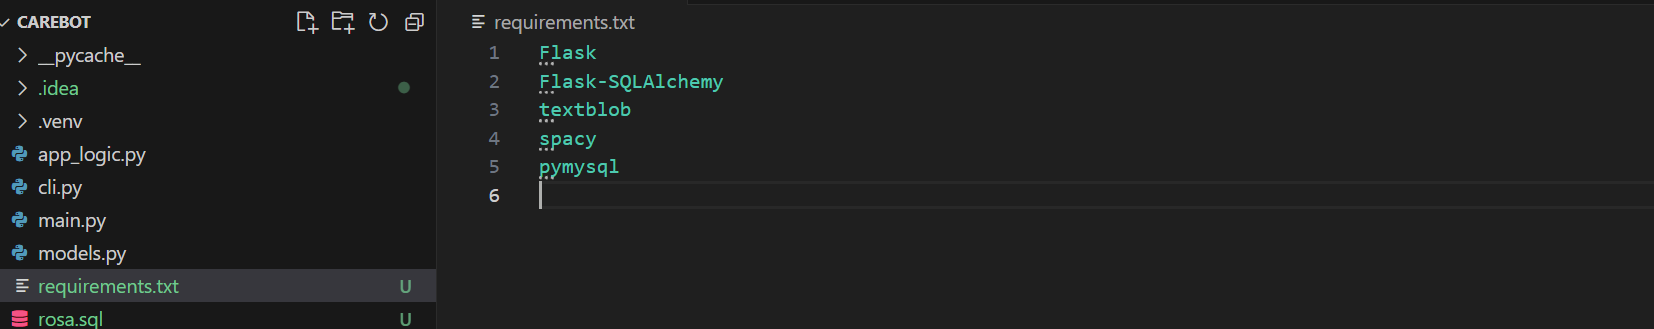 CAREBOT
__pycache__
.idea
.venv
app_logic.py
cli.py
main.py
models.py
requirements.txt U
rosa.sql U
requirements.txt
1 Flask
2 Flask-SQLAlchemy
3 textblob
4 spacy
5 pymysql
6